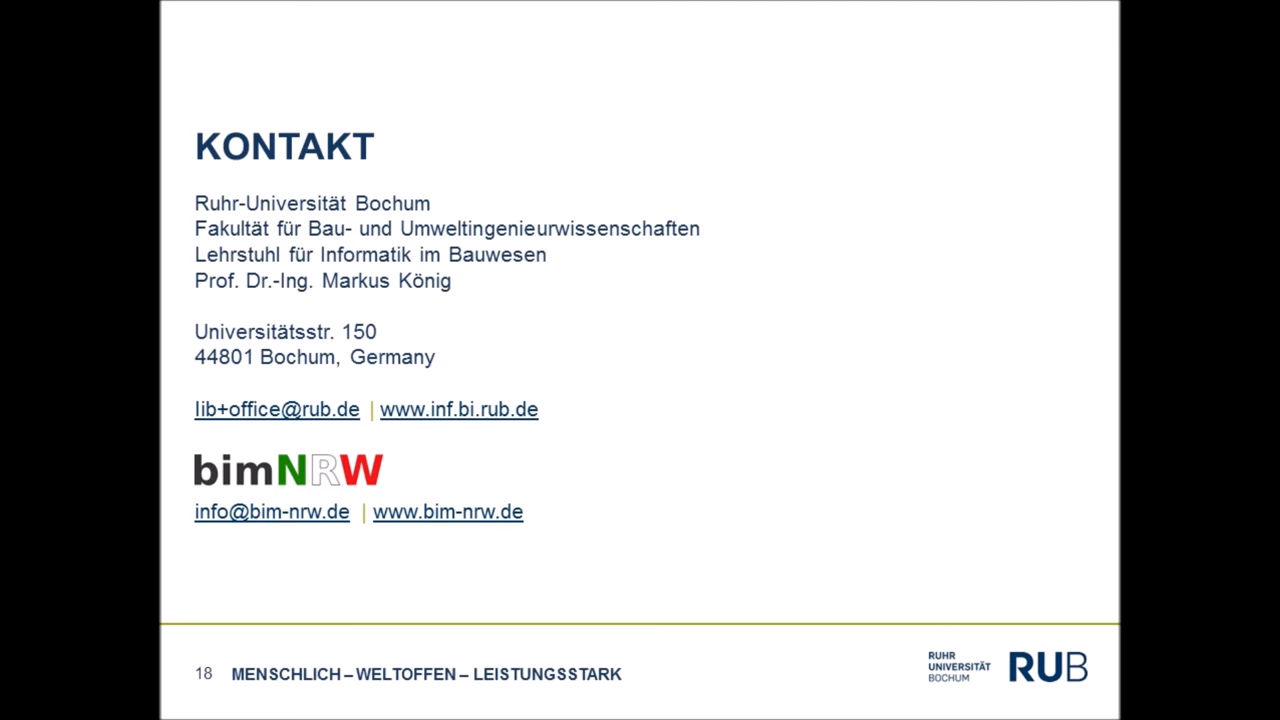 KONTAKT
Ruhr-Universität Bochum
Fakultät für Bau- und Umweltingenieurwissenschaften
Lehrstuhl für Informatik im Bauwesen
Prof. Dr.-Ing. Markus König
Universitätsstr. 150
44801 Bochum, Germany
lib+office@rub.de | www.inf.bi.rub.de
bimNRW
info@bim-nrw.de | www.bim-nrw.de
18 MENSCHLICH – WELTOFFEN – LEISTUNGSSTARK
RUHR
UNIVERSITÄT
BOCHUM
RUB